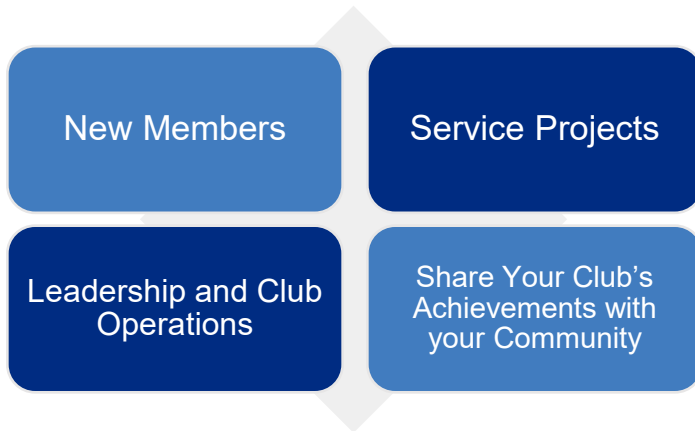 New Members
Service Projects
Leadership and Club
Operations
Share Your Club’s
Achievements with
your Community